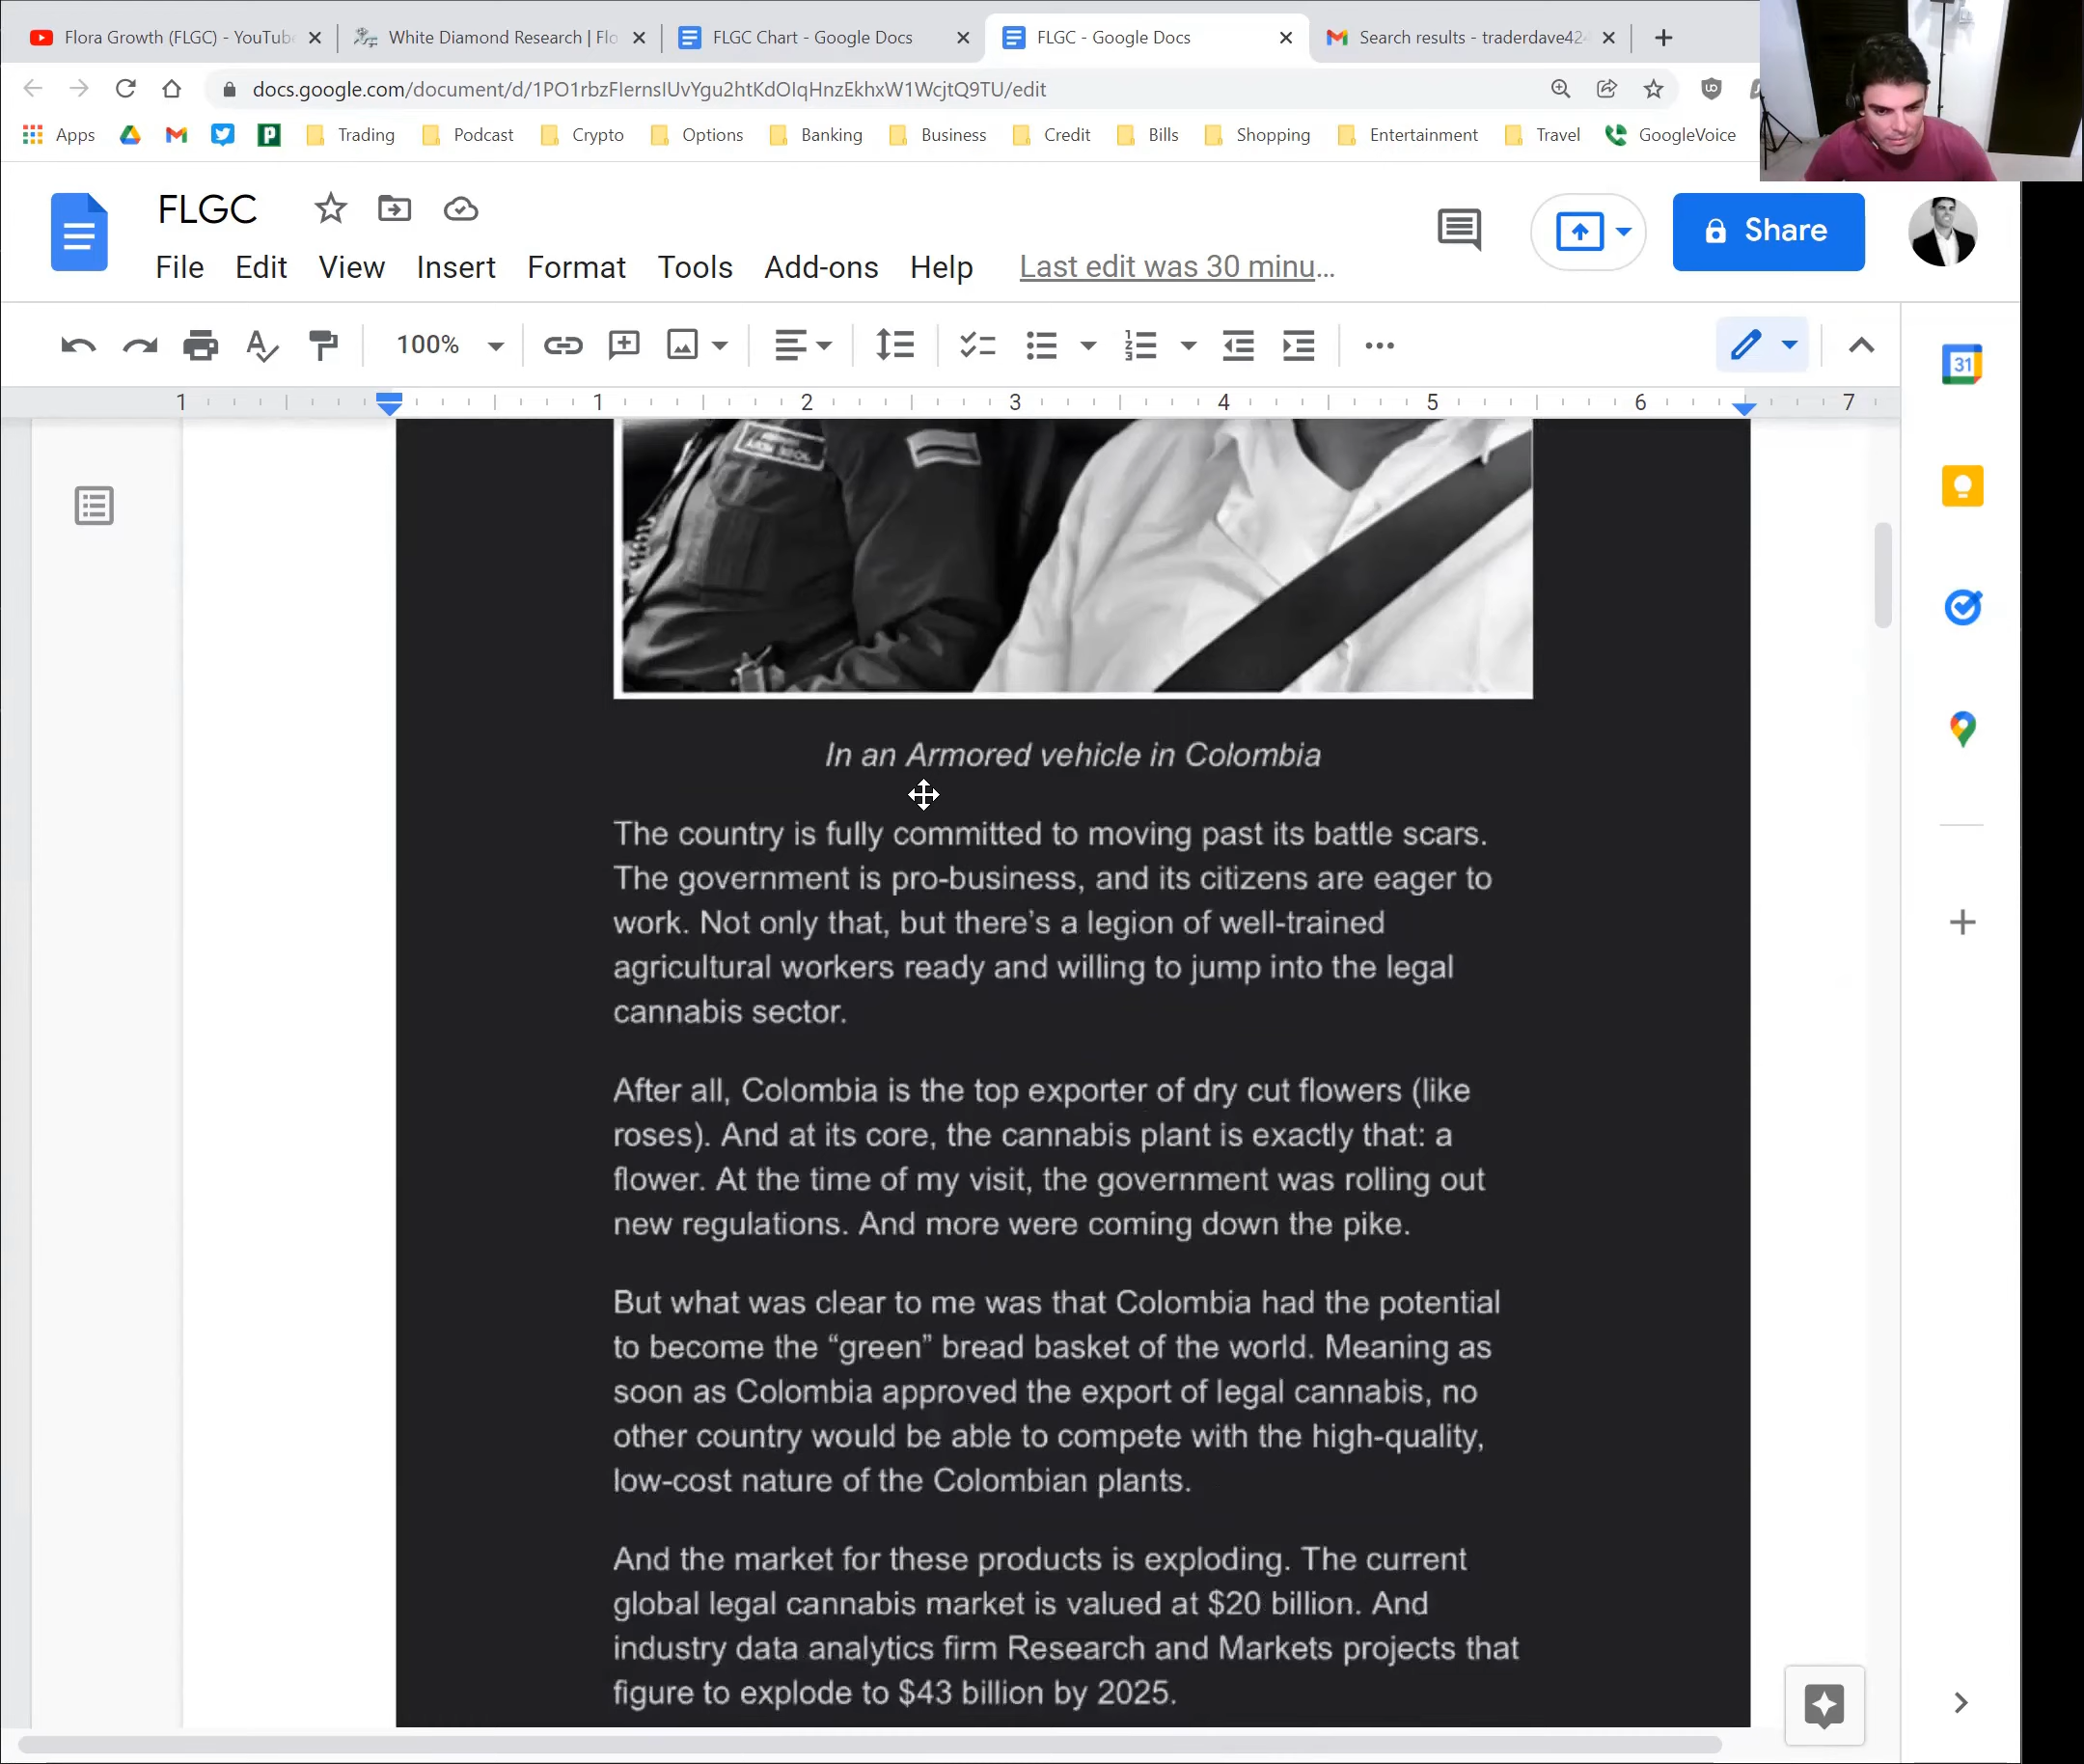 Flora Growth (FLGC) - YouTub
White Diamond Research | Flo
FLGC Chart - Google Docs
FLGC - Google Docs
Search results - traderdave424
docs.google.com/document/d/1PO1rbzFlernsIUvYgu2htKdOIqHnzEkhxW1WcjtQ9TU/edit
Apps
Trading
Podcast
Crypto
Options
Banking
Business
Credit
Bills
Shopping
Entertainment
Travel
GoogleVoice
FLGC
Share
File Edit View Insert Format Tools Add-ons Help Last edit was 30 minu...
100%
1 1 2 3 4 5 6 7
31
In an Armored vehicle in Colombia
The country is fully committed to moving past its battle scars.
The government is pro-business, and its citizens are eager to
work. Not only that, but there's a legion of well-trained
agricultural workers ready and willing to jump into the legal
cannabis sector.
After all, Colombia is the top exporter of dry cut flowers (like
roses). And at its core, the cannabis plant is exactly that: a
flower. At the time of my visit, the government was rolling out
new regulations. And more were coming down the pike.
But what was clear to me was that Colombia had the potential
to become the “green” bread basket of the world. Meaning as
soon as Colombia approved the export of legal cannabis, no
other country would be able to compete with the high-quality,
low-cost nature of the Colombian plants.
And the market for these products is exploding. The current
global legal cannabis market is valued at $20 billion. And
industry data analytics firm Research and Markets projects that
figure to explode to $43 billion by 2025.